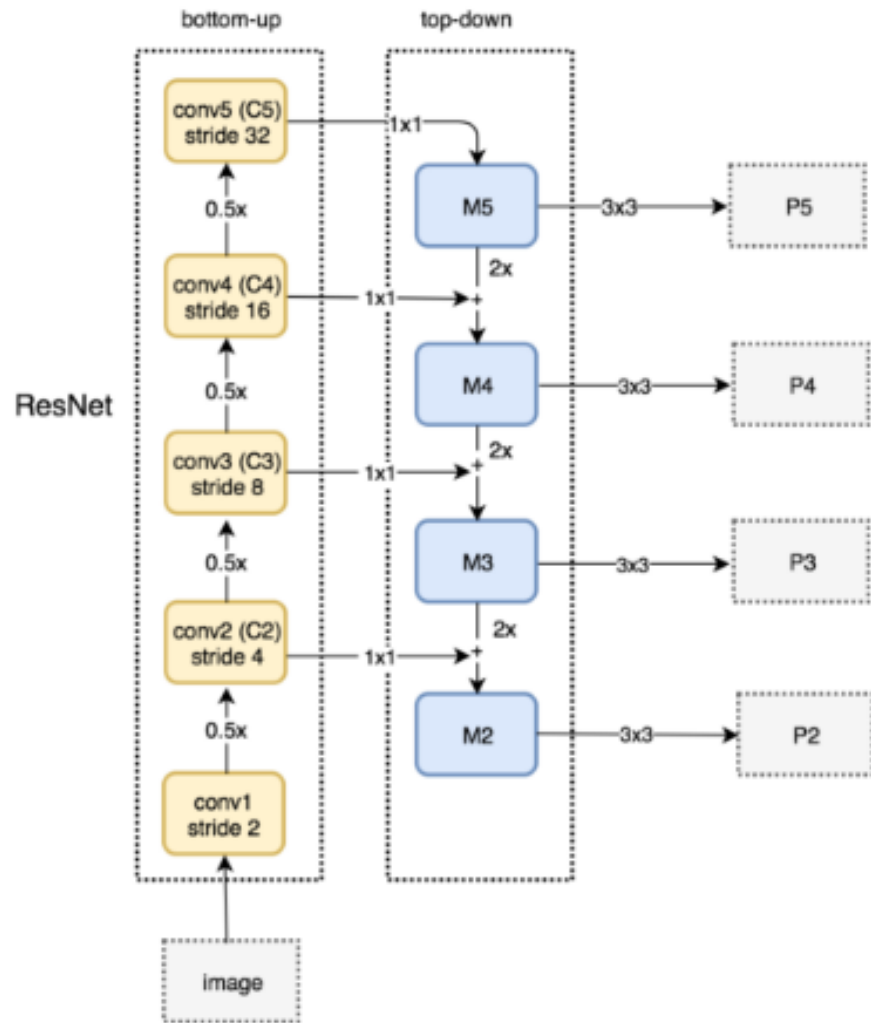 bottom-up
top-down
conv5 (C5)
stride 32
1x1
M5
3x3
P5
0.5x
2x
conv4 (C4)
stride 16
1x1
+
M4
3x3
P4
0.5x
ResNet
2x
conv3 (C3)
stride 8
1x1
+
M3
3x3
P3
0.5x
2x
conv2 (C2)
stride 4
1x1
+
M2
3x3
P2
0.5x
conv1
stride 2
image